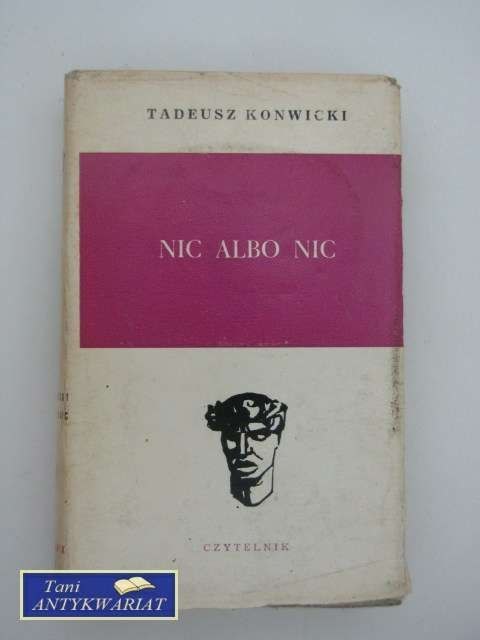 TADEUSZ KONWICKI
NIC ALBO NIC
CZYTELNIK
Tani
ANTYKWARIAT